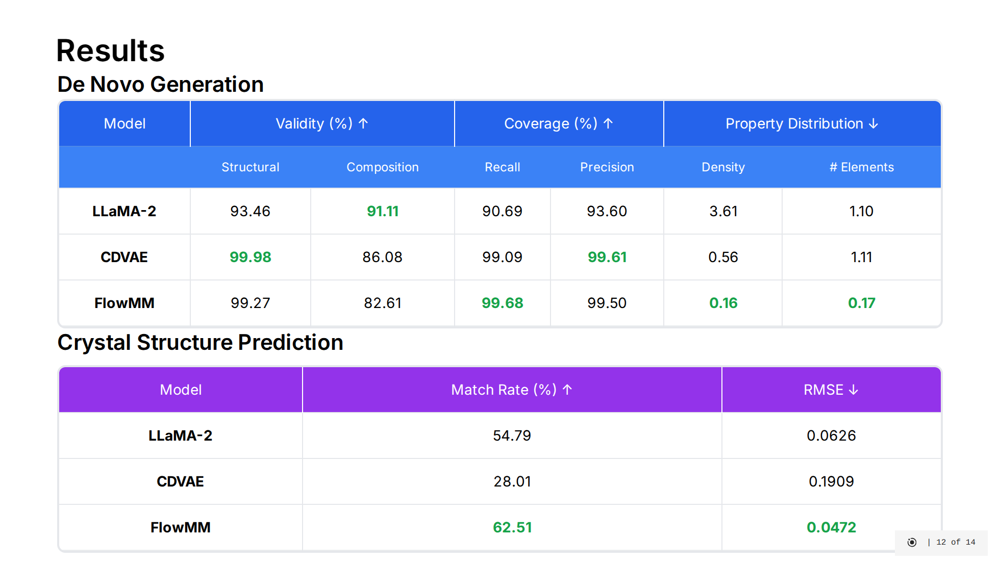 Results
De Novo Generation
Model Validity (%) ↑ Coverage (%) ↑ Property Distribution ↓
Structural Composition Recall Precision Density # Elements
LLaMA-2 93.46 91.11 90.69 93.60 3.61 1.10
CDVAE 99.98 86.08 99.09 99.61 0.56 1.11
FlowMM 99.27 82.61 99.68 99.50 0.16 0.17
Crystal Structure Prediction
Model Match Rate (%) ↑ RMSE ↓
LLaMA-2 54.79 0.0626
CDVAE 28.01 0.1909
FlowMM 62.51 0.0472
| 12 of 14